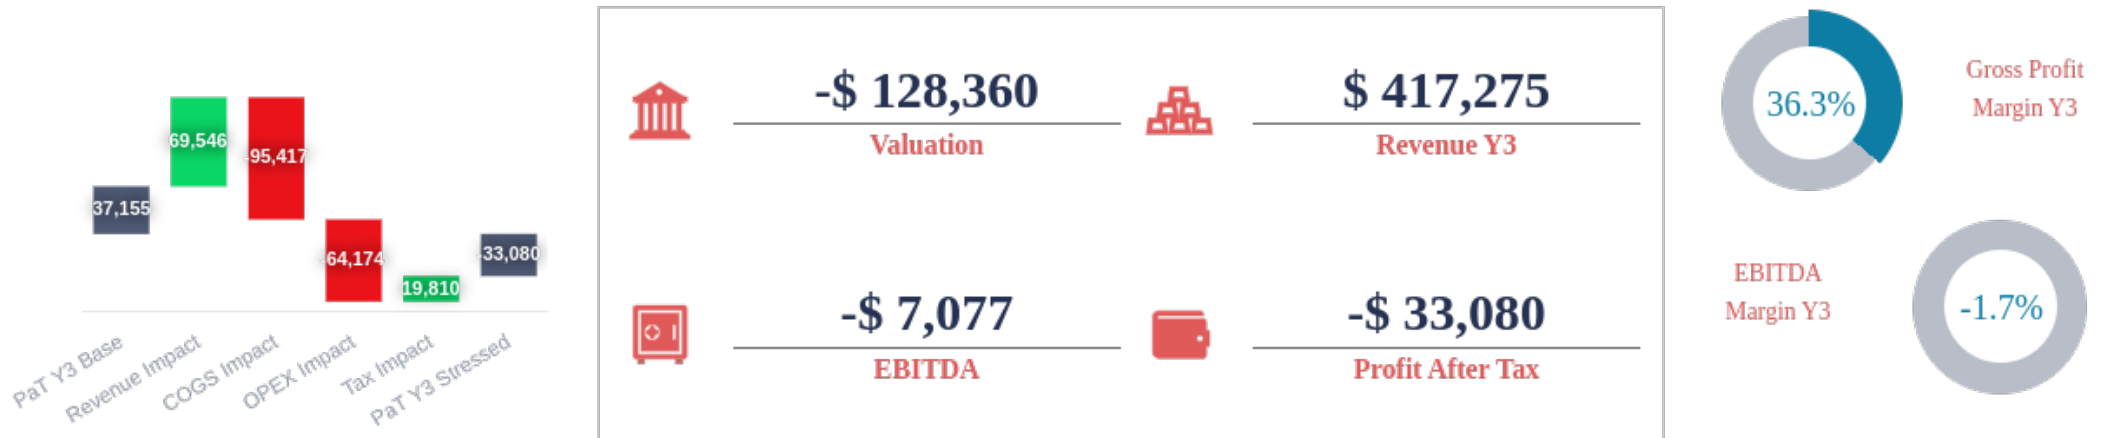 69,546
-95,417
37,155
-64,174
-33,080
19,810
PaT Y3 Base
Revenue Impact
COGS Impact
OPEX Impact
Tax Impact
PaT Y3 Stressed
-$ 128,360
Valuation
$ 417,275
Revenue Y3
-$ 7,077
EBITDA
-$ 33,080
Profit After Tax
36.3%
Gross Profit
Margin Y3
EBITDA
Margin Y3
-1.7%